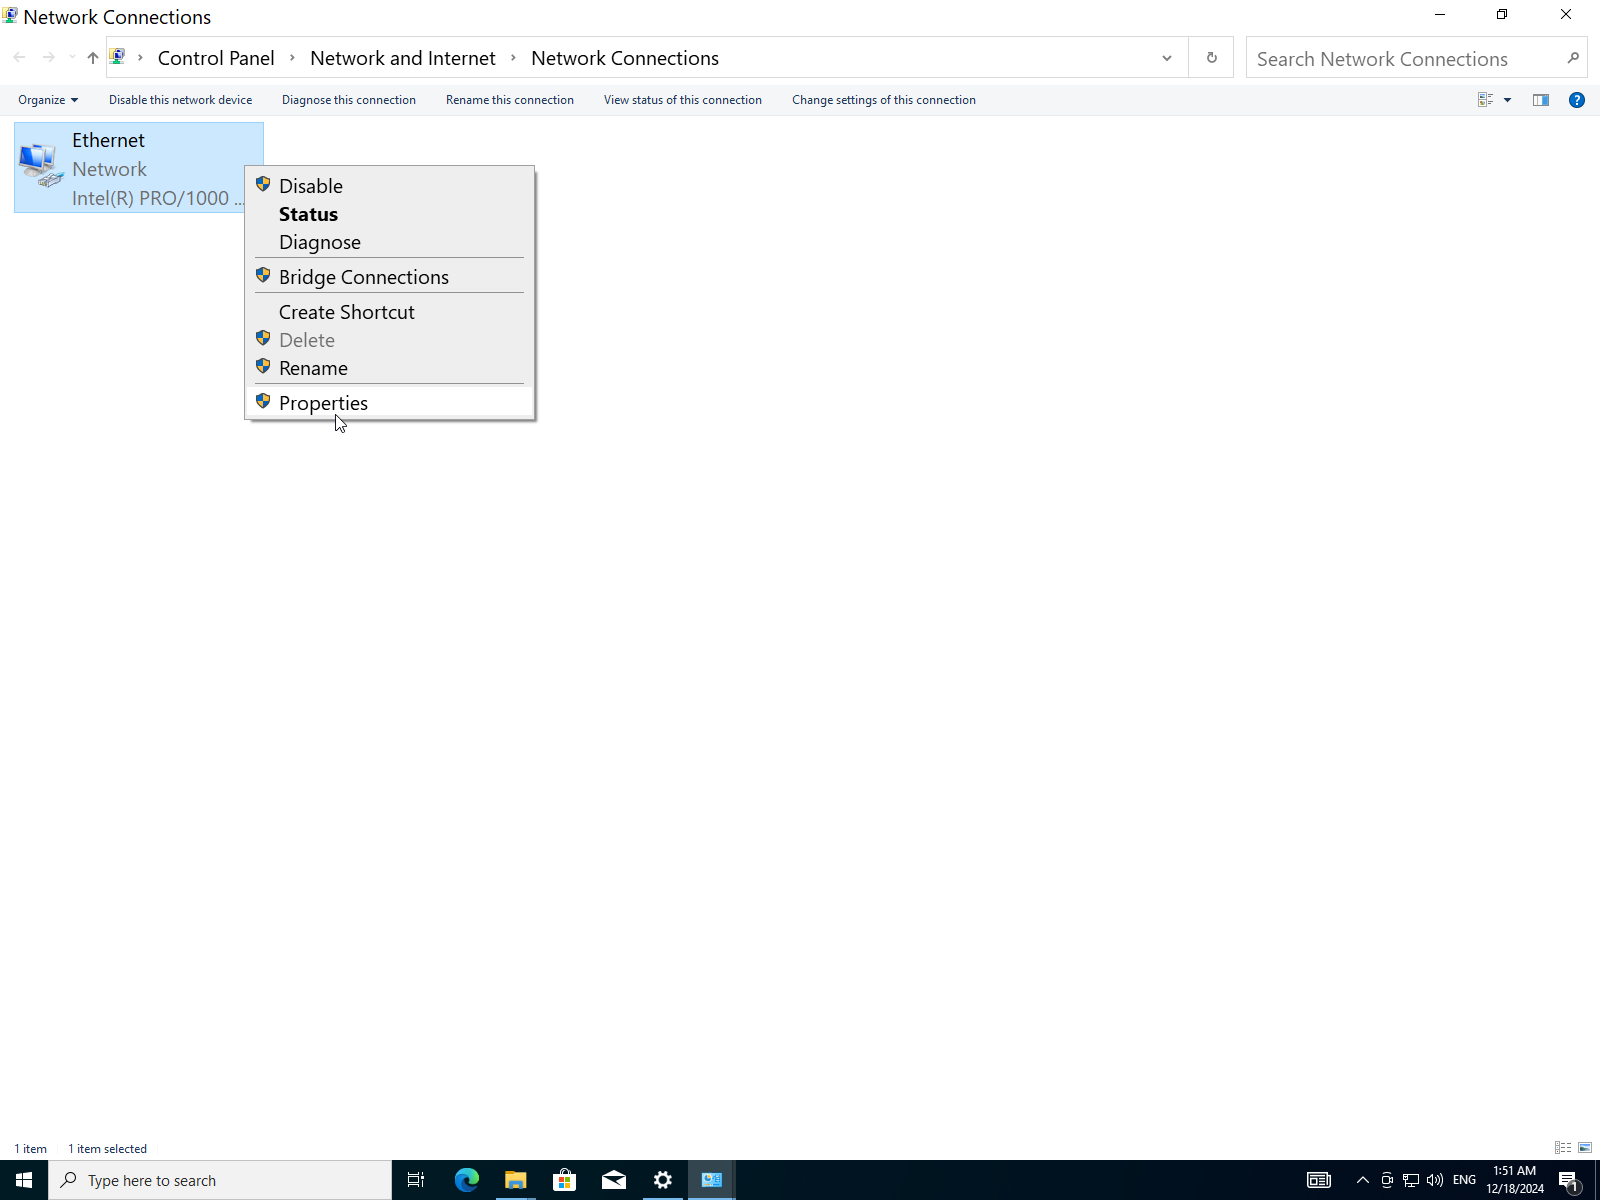 Network Connections
Control Panel
Network and Internet
Network Connections
Search Network Connections
Organize
Disable this network device
Diagnose this connection
Rename this connection
View status of this connection
Change settings of this connection
Ethernet
Network
Intel(R) PRO/1000 ...
Disable
Status
Diagnose
Bridge Connections
Create Shortcut
Delete
Rename
Properties
1 item
1 item selected
Type here to search
ENG
1:51 AM
12/18/2024
1